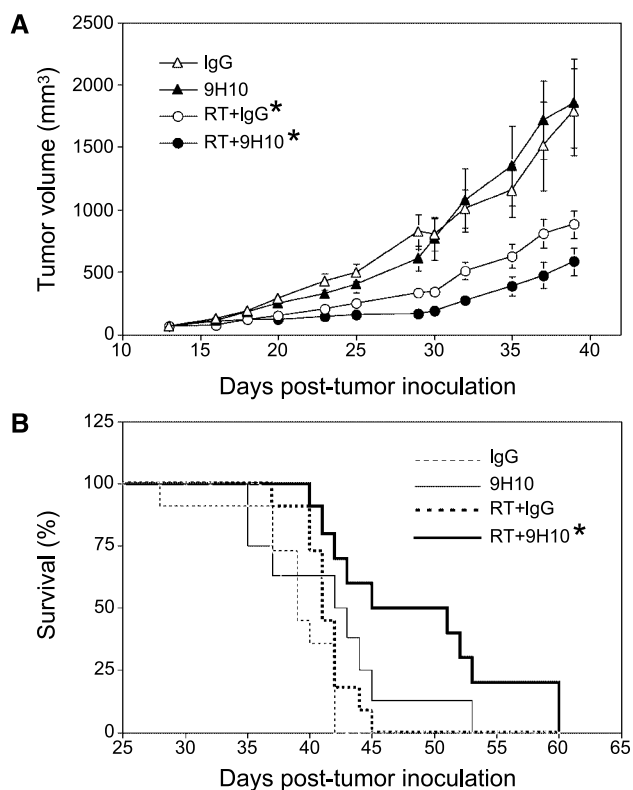 A
IgG
9H10
RT+IgG*
RT+9H10*
Tumor volume (mm³)
2500
2000
1500
1000
500
0
10 15 20 25 30 35 40
Days post-tumor inoculation
B
IgG
9H10
RT+IgG
RT+9H10*
Survival (%)
125
100
75
50
25
0
25 30 35 40 45 50 55 60 65
Days post-tumor inoculation